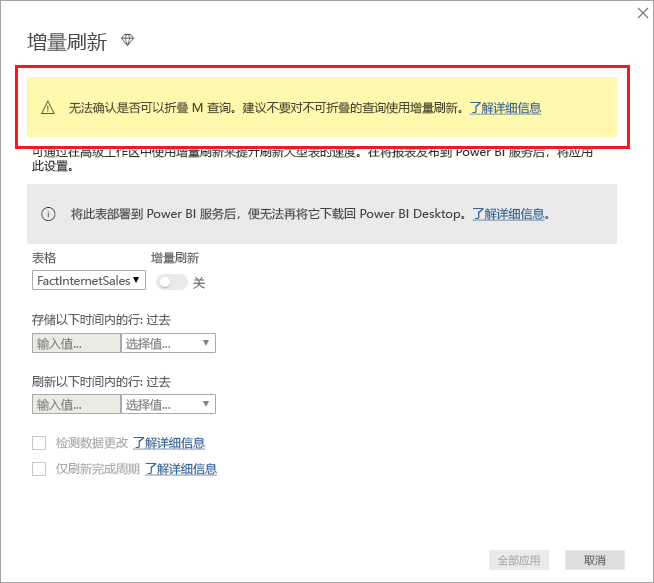 增量刷新
无法确认是否可以折叠 M 查询。建议不要对不可折叠的查询使用增量刷新。了解详细信息
可通过在高级工作区中使用增量刷新来提升刷新大型表的速度。在将报表发布到 Power BI 服务后，将应用
此设置。
将此表部署到 Power BI 服务后，便无法再将它下载回 Power BI Desktop。了解详细信息。
表格 增量刷新
FactInternetSales 关
存储以下时间内的行: 过去
输入值... 选择值...
刷新以下时间内的行: 过去
输入值... 选择值...
检测数据更改 了解详细信息
仅刷新完成周期 了解详细信息
全部应用 取消